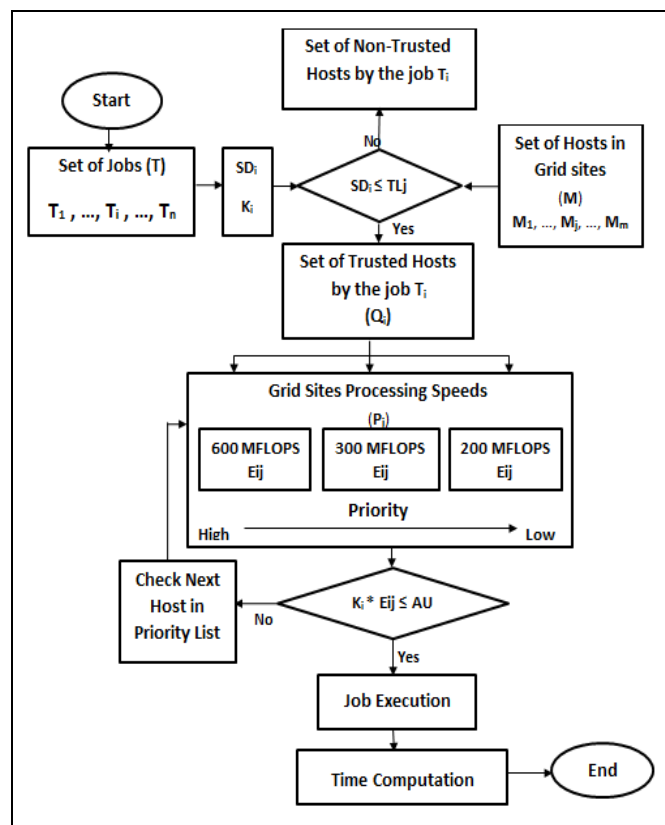 Start
Set of Non-Trusted
Hosts by the job Tᵢ
No
Set of Jobs (T)
T₁ , ..., Tᵢ , ..., Tₙ
SDᵢ
Kᵢ
SDᵢ ≤ TLj
Set of Hosts in
Grid sites
(M)
M₁, ..., Mⱼ, ..., Mₘ
Yes
Set of Trusted Hosts
by the job Tᵢ
(Qᵢ)
Grid Sites Processing Speeds
(Pⱼ)
600 MFLOPS
Eij
300 MFLOPS
Eij
200 MFLOPS
Eij
Priority
High
Low
Check Next
Host in
Priority List
No
Kᵢ * Eij ≤ AU
Yes
Job Execution
Time Computation
End